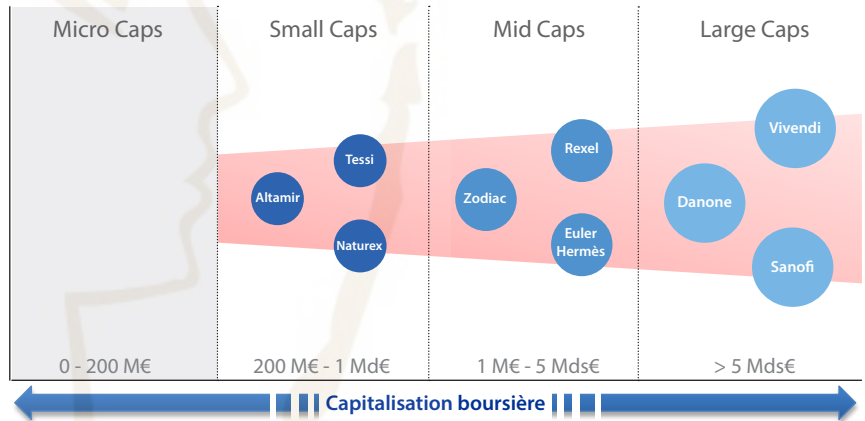 Micro Caps
Small Caps
Mid Caps
Large Caps
Vivendi
Rexel
Tessi
Altamir
Zodiac
Danone
Naturex
Euler
Hermès
Sanofi
0 - 200 M€
200 M€ - 1 Md€
1 M€ - 5 Mds€
> 5 Mds€
Capitalisation boursière